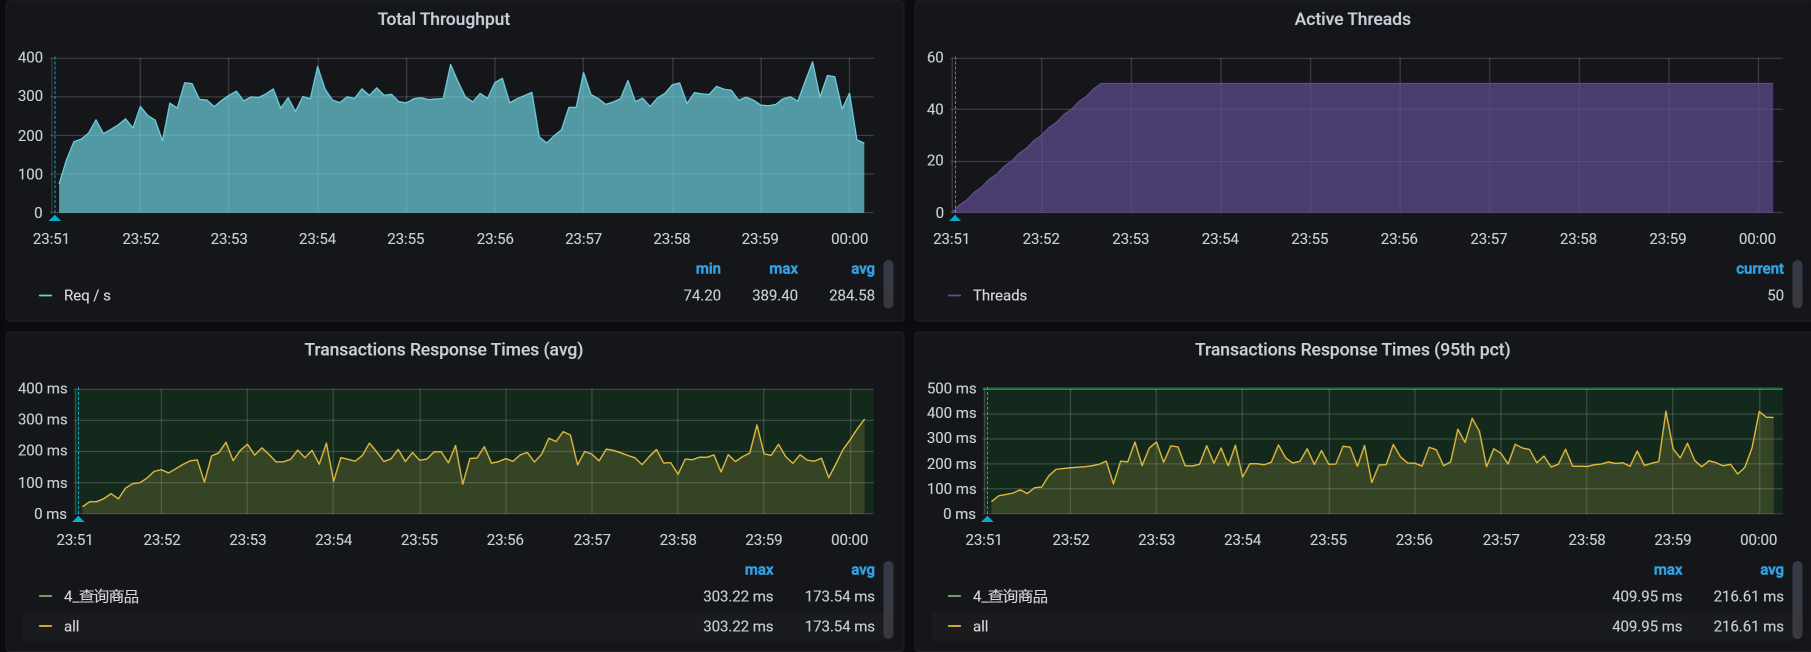 Total Throughput
400
300
200
100
0
23:51 23:52 23:53 23:54 23:55 23:56 23:57 23:58 23:59 00:00
min max avg
Req / s 74.20 389.40 284.58
Active Threads
60
40
20
0
23:51 23:52 23:53 23:54 23:55 23:56 23:57 23:58 23:59 00:00
current
Threads 50
Transactions Response Times (avg)
400 ms
300 ms
200 ms
100 ms
0 ms
23:51 23:52 23:53 23:54 23:55 23:56 23:57 23:58 23:59 00:00
max avg
4_查询商品 303.22 ms 173.54 ms
all 303.22 ms 173.54 ms
Transactions Response Times (95th pct)
500 ms
400 ms
300 ms
200 ms
100 ms
0 ms
23:51 23:52 23:53 23:54 23:55 23:56 23:57 23:58 23:59 00:00
max avg
4_查询商品 409.95 ms 216.61 ms
all 409.95 ms 216.61 ms